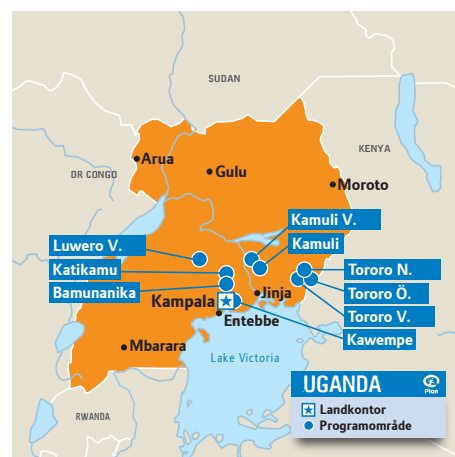 SUDAN
KENYA
Arua
Gulu
DR CONGO
Moroto
Kamuli V.
Luwero V.
Kamuli
Katikamu
Tororo N.
Bamunanika
Tororo Ö.
Kampala
Jinja
Tororo V.
Entebbe
Kawempe
Mbarara
Lake Victoria
UGANDA
Plan
RWANDA
Landkontor
Programområde